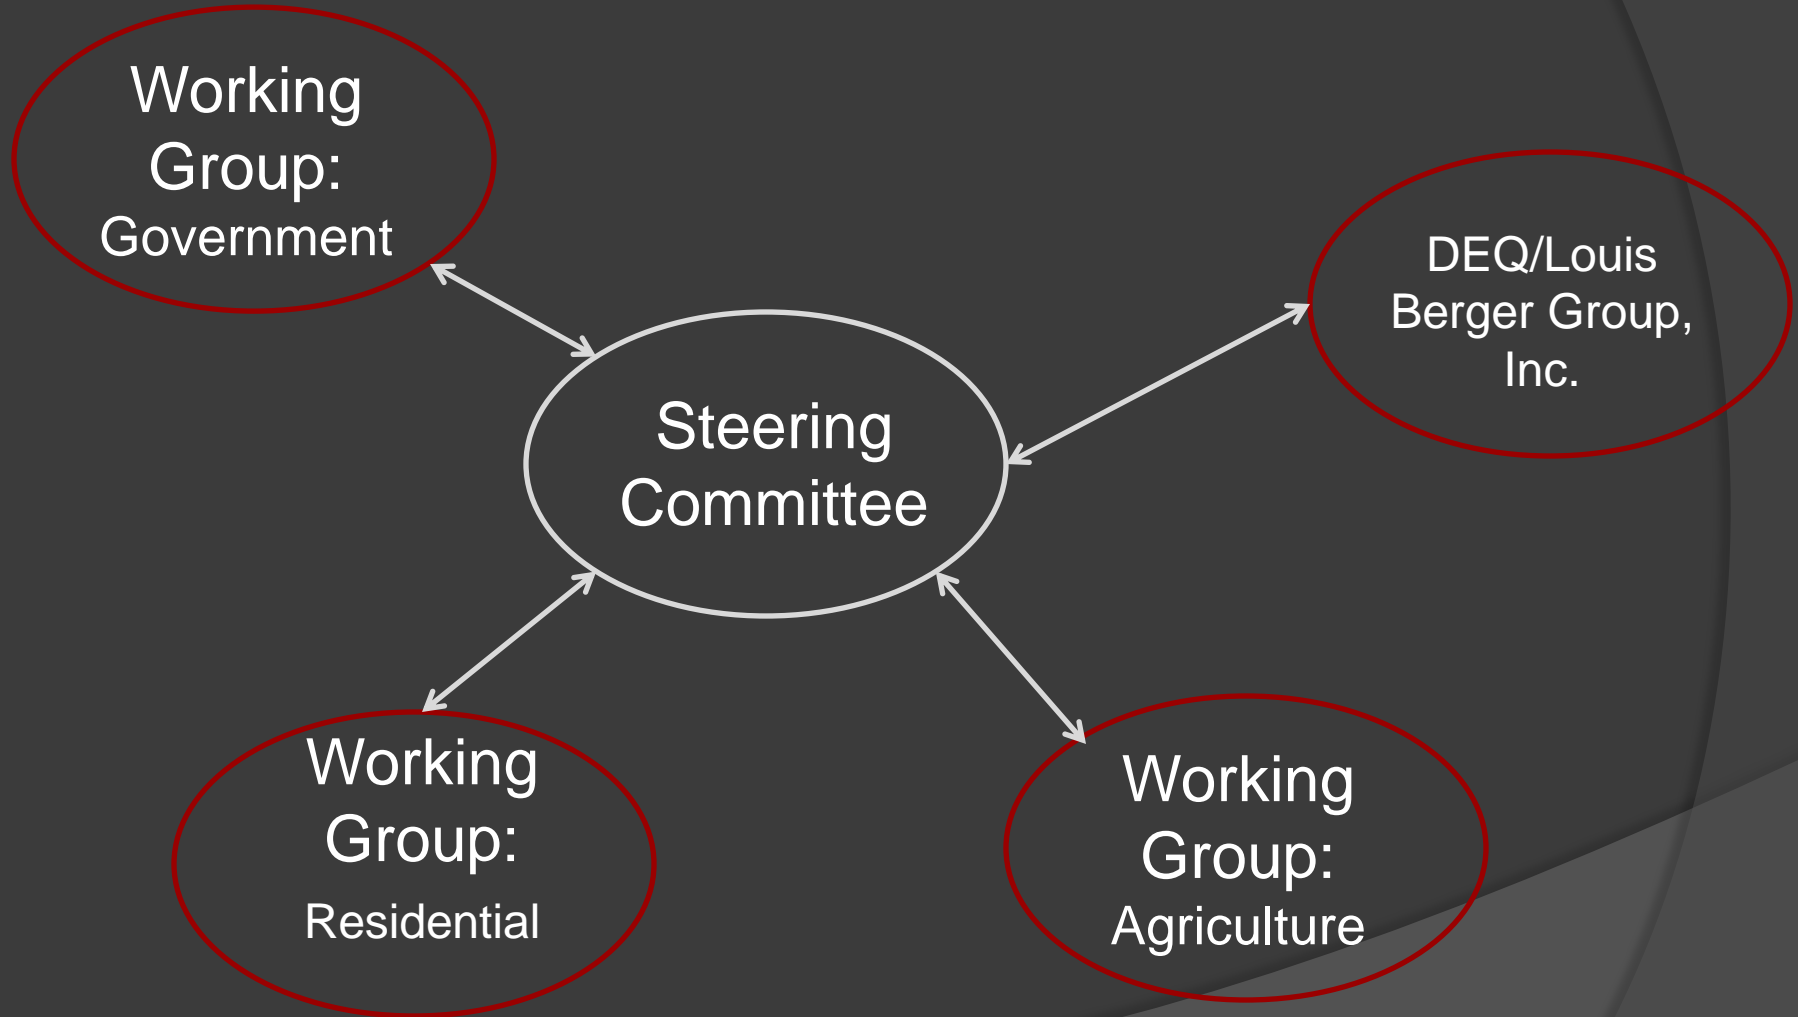 Working
Group:
Government
DEQ/Louis
Berger Group,
Inc.
Steering
Committee
Working
Group:
Residential
Working
Group:
Agriculture